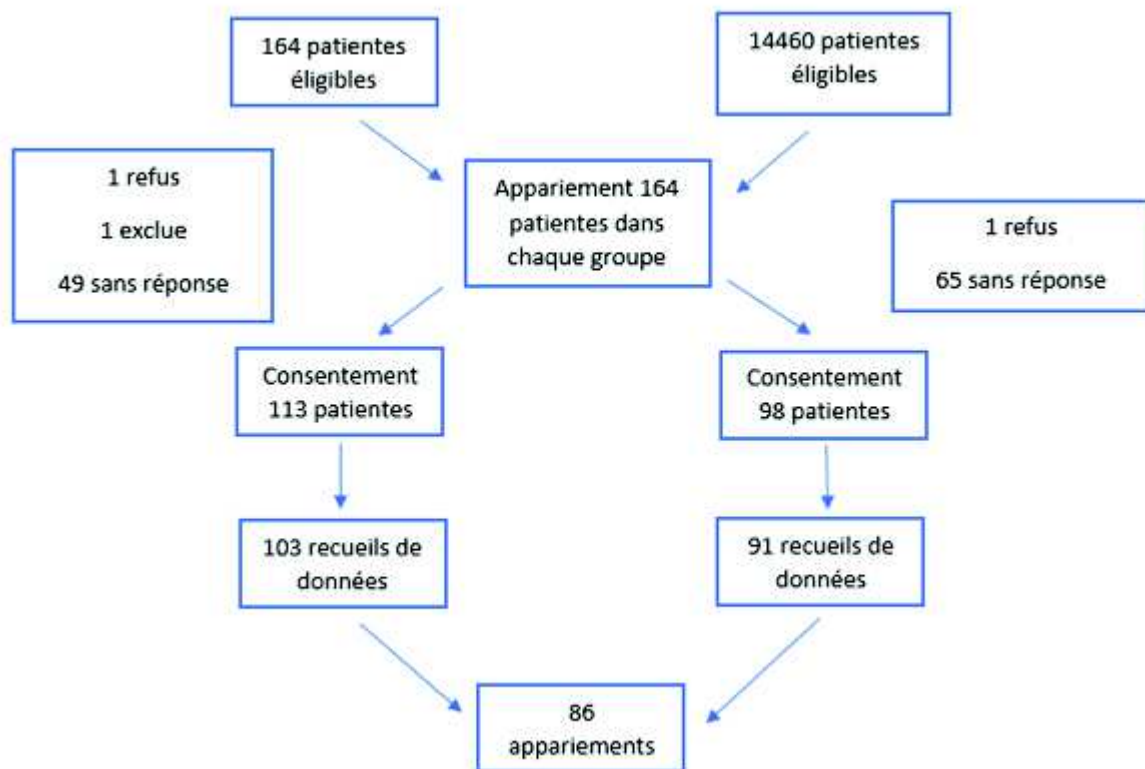 164 patientes
éligibles
14460 patientes
éligibles
1 refus
1 exclue
49 sans réponse
Appariement 164
patientes dans
chaque groupe
1 refus
65 sans réponse
Consentement
113 patientes
Consentement
98 patientes
103 recueils de
données
91 recueils de
données
86
appariements